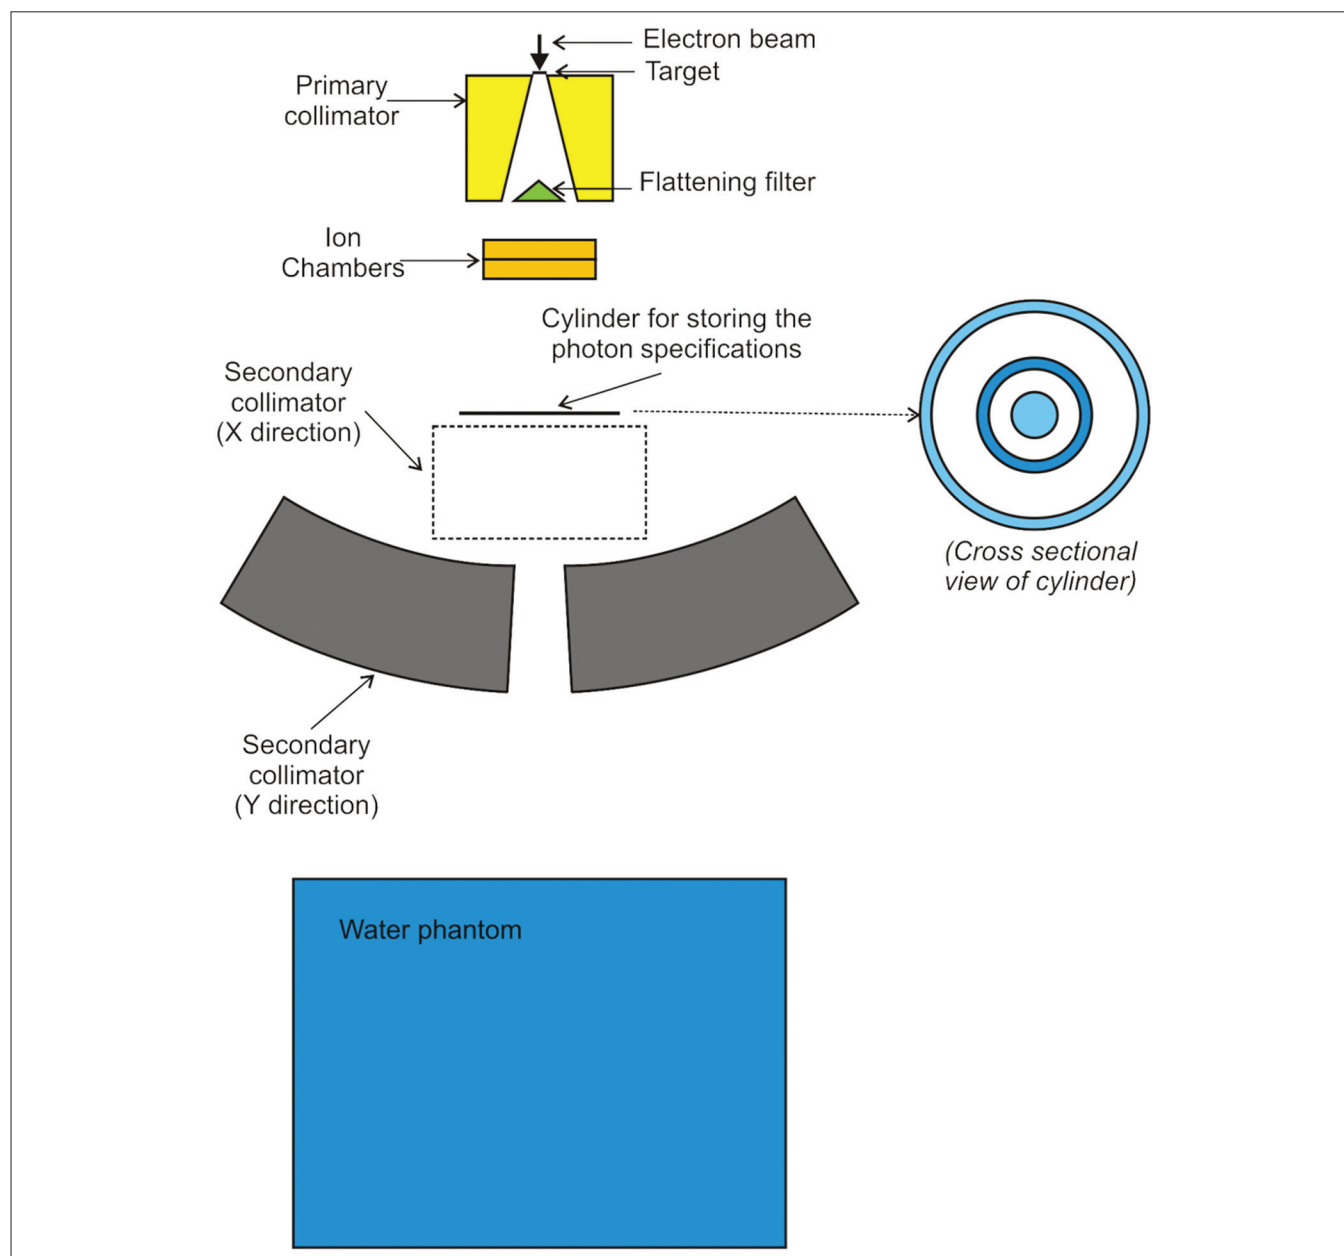 Electron beam
Target
Primary
collimator
Flattening filter
Ion
Chambers
Cylinder for storing the
photon specifications
Secondary
collimator
(X direction)
(Cross sectional
view of cylinder)
Secondary
collimator
(Y direction)
Water phantom